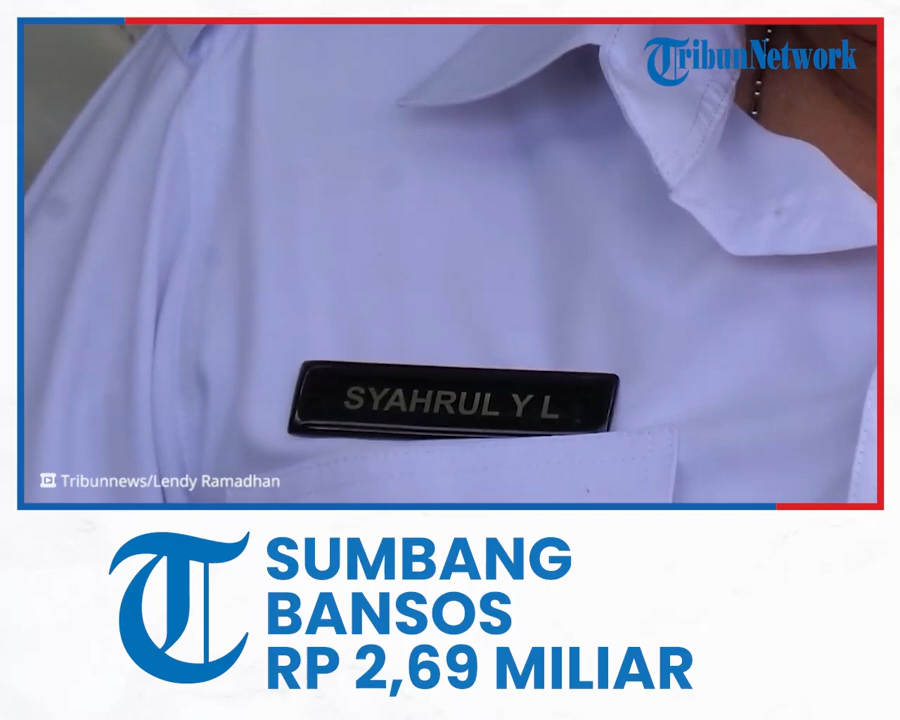 TribunNetwork
SYAHRUL Y L
Tribunnews/Lendy Ramadhan
SUMBANG
BANSOS
RP 2,69 MILIAR